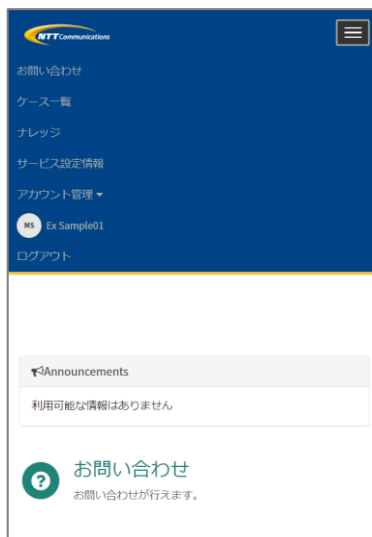 NTT Communications
お問い合わせ
ケース一覧
ナレッジ
サービス設定情報
アカウント管理
MS Ex Sample01
ログアウト
Announcements
利用可能な情報はありません
お問い合わせ
お問い合わせが行えます。